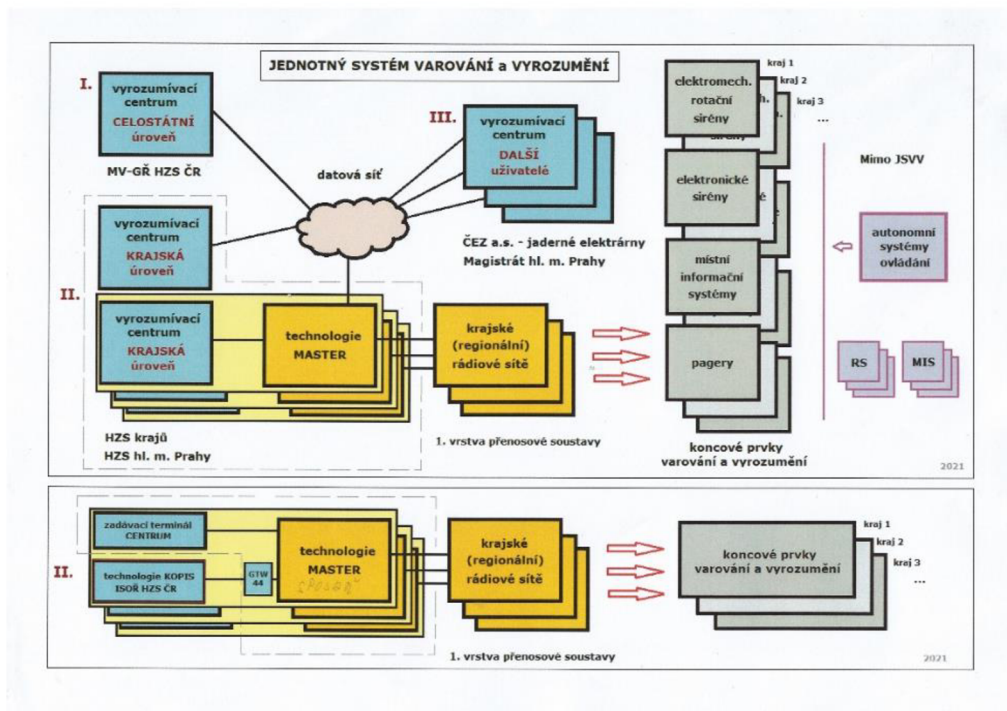 JEDNOTNÝ SYSTÉM VAROVÁNÍ a VYROZUMĚNÍ
I.
vyrozumívací
centrum
CELOSTÁTNÍ
úroveň
MV-GŘ HZS ČR
datová síť
III.
vyrozumívací
centrum
DALŠÍ
uživatelé
ČEZ a.s. - jaderné elektrárny
Magistrát hl. m. Prahy
vyrozumívací
centrum
KRAJSKÁ
úroveň
II.
vyrozumívací
centrum
KRAJSKÁ
úroveň
technologie
MASTER
HZS krajů
HZS hl. m. Prahy
krajské
(regionální)
rádiové sítě
1. vrstva přenosové soustavy
elektromech.
rotační
sirény
kraj 1
kraj 2
kraj 3
...
elektronické
sirény
místní
informační
systémy
pagery
koncové prvky
varování a vyrozumění
Mimo JSVV
autonomní
systémy
ovládání
RS
MIS
2021
II.
zadávací terminál
CENTRUM
technologie KOPIS
ISOŘ HZS ČR
GTW
44
technologie
MASTER
krajské
(regionální)
rádiové sítě
1. vrstva přenosové soustavy
koncové prvky
varování a vyrozumění
kraj 1
kraj 2
kraj 3
...
2021